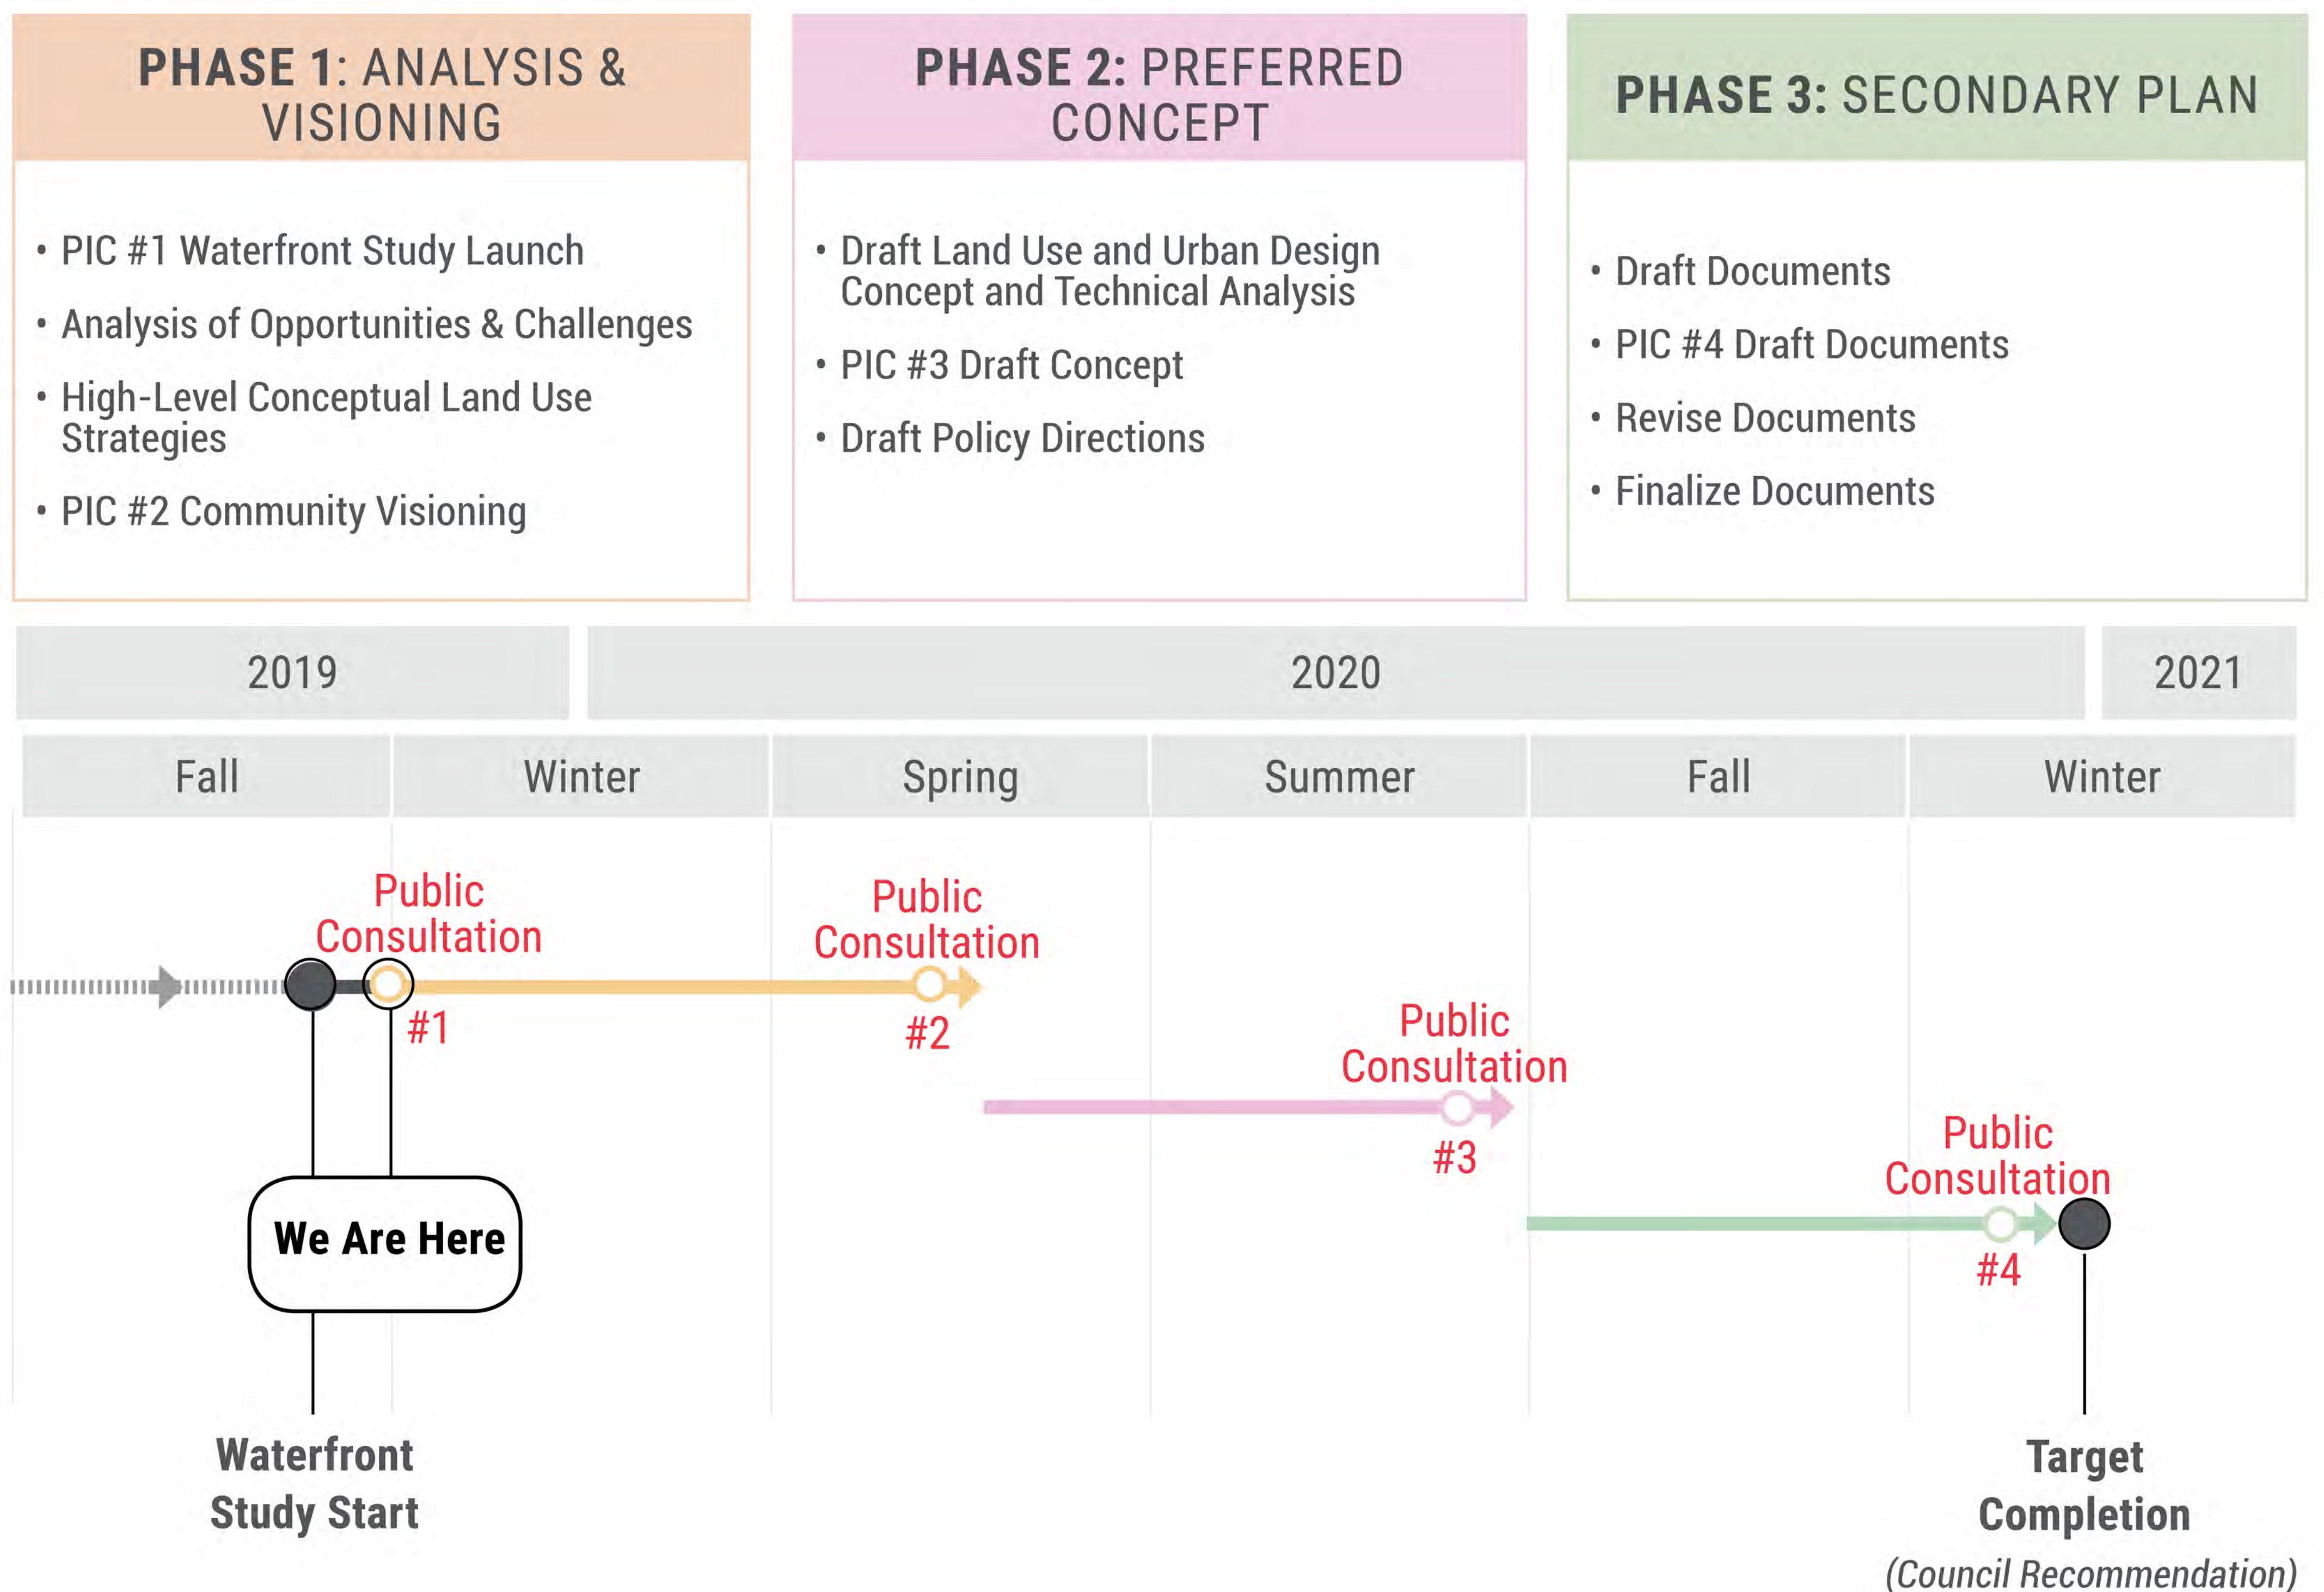 PHASE 1: ANALYSIS &
VISIONING
• PIC #1 Waterfront Study Launch
• Analysis of Opportunities & Challenges
• High-Level Conceptual Land Use
Strategies
• PIC #2 Community Visioning
PHASE 2: PREFERRED
CONCEPT
• Draft Land Use and Urban Design
Concept and Technical Analysis
• PIC #3 Draft Concept
• Draft Policy Directions
PHASE 3: SECONDARY PLAN
• Draft Documents
• PIC #4 Draft Documents
• Revise Documents
• Finalize Documents
2019
2020
2021
Fall
Winter
Spring
Summer
Fall
Winter
Public
Consultation
#1
Public
Consultation
#2
Public
Consultation
#3
Public
Consultation
#4
We Are Here
Waterfront
Study Start
Target
Completion
(Council Recommendation)